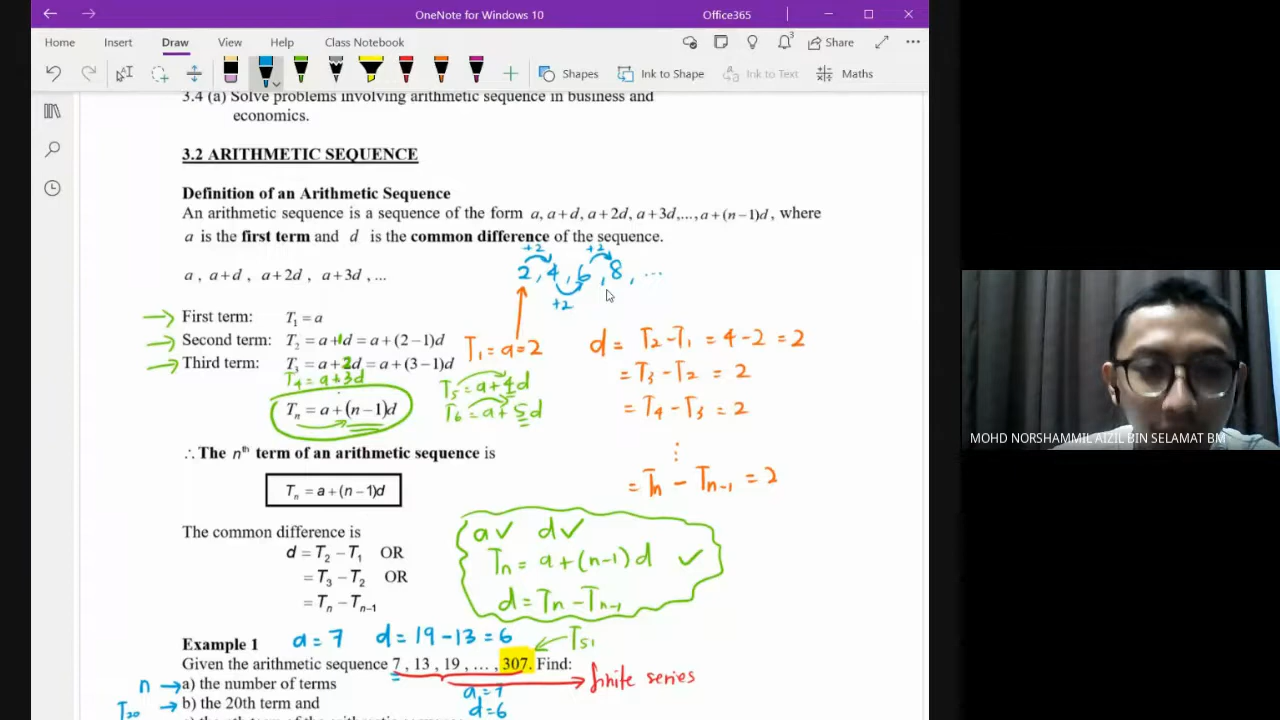 OneNote for Windows 10
Office365
Home Insert Draw View Help Class Notebook
Share
Shapes Ink to Shape Ink to Text Maths
3.4 (a) Solve problems involving arithmetic sequence in business and
economics.
3.2 ARITHMETIC SEQUENCE
Definition of an Arithmetic Sequence
An arithmetic sequence is a sequence of the form a, a+d, a+2d, a+3d,..., a+(n−1)d, where
a is the first term and d is the common difference of the sequence.
+2 +2
a , a+d , a+2d , a+3d , ...
2, 4, 6, 8, ...
+2
First term: T₁ = a
Second term: T₂ = a+1d = a+(2−1)d
T₁ = a = 2
d = T₂ − T₁ = 4 − 2 = 2
Third term: T₃ = a+2d = a+(3−1)d
= T₃ − T₂ = 2
T₄ = a+3d
T₅ = a+4d
Tₙ = a+(n−1)d
T₆ = a+5d
= T₄ − T₃ = 2
⋮
∴ The nᵗʰ term of an arithmetic sequence is
= Tₙ − Tₙ₋₁ = 2
Tₙ = a+(n−1)d
The common difference is
a ✓ d ✓
d = T₂ − T₁ OR
Tₙ = a+(n−1)d ✓
= T₃ − T₂ OR
= Tₙ − Tₙ₋₁
d = Tₙ − Tₙ₋₁
Example 1 a = 7 d = 19 − 13 = 6
T₅₁
Given the arithmetic sequence 7 , 13 , 19 , ... , 307. Find:
finite series
n a) the number of terms
a = 7
T₂₀ b) the 20th term and
d = 6
MOHD NORSHAMMIL AIZIL BIN SELAMAT BM